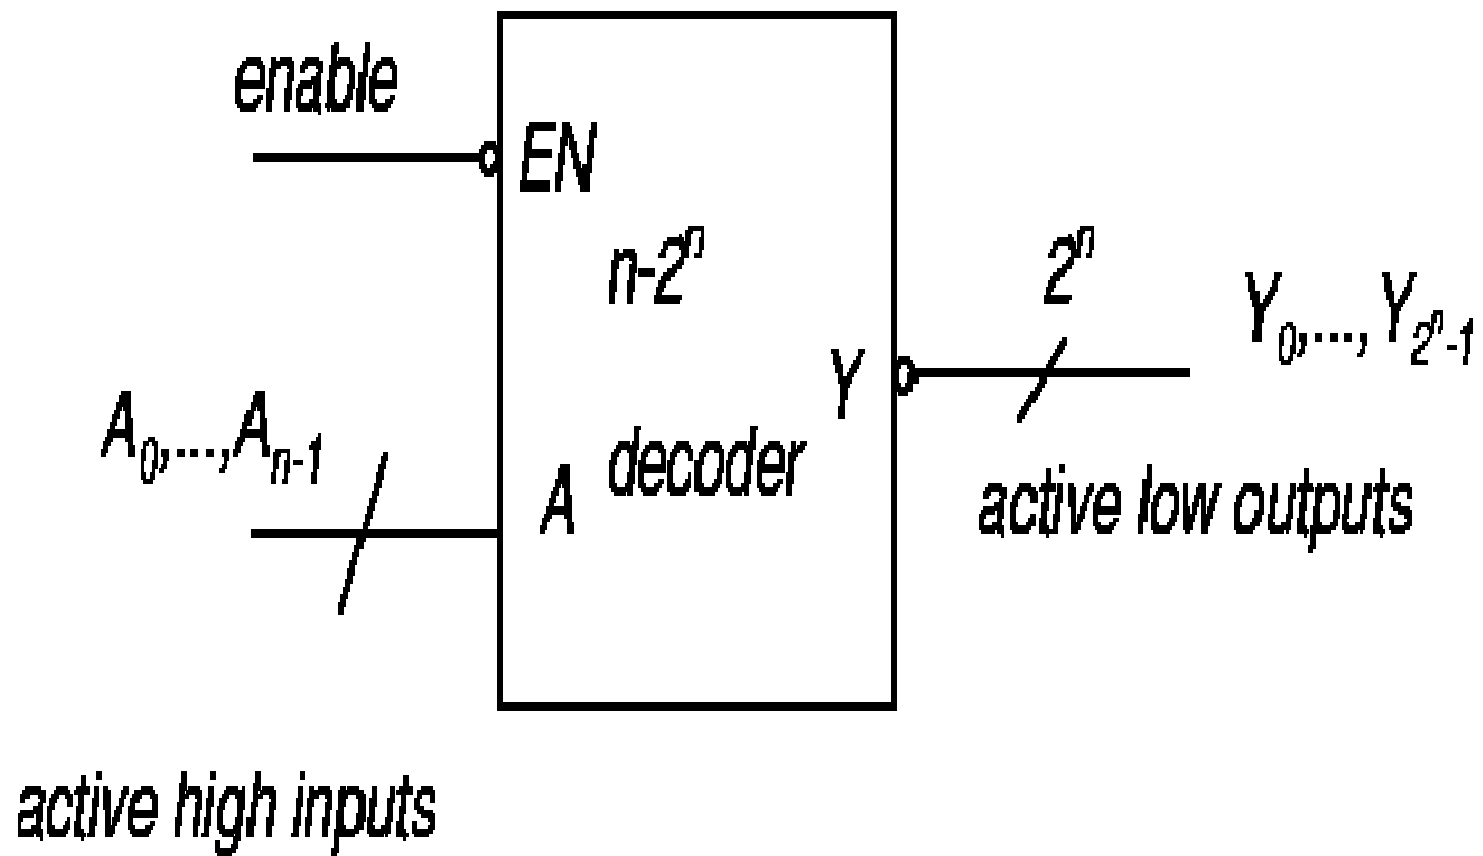 enable
EN
n-2ⁿ
2ⁿ
Y₀,...,Y₂ⁿ₋₁
Y
A₀,...,Aₙ₋₁
decoder
A
active low outputs
active high inputs